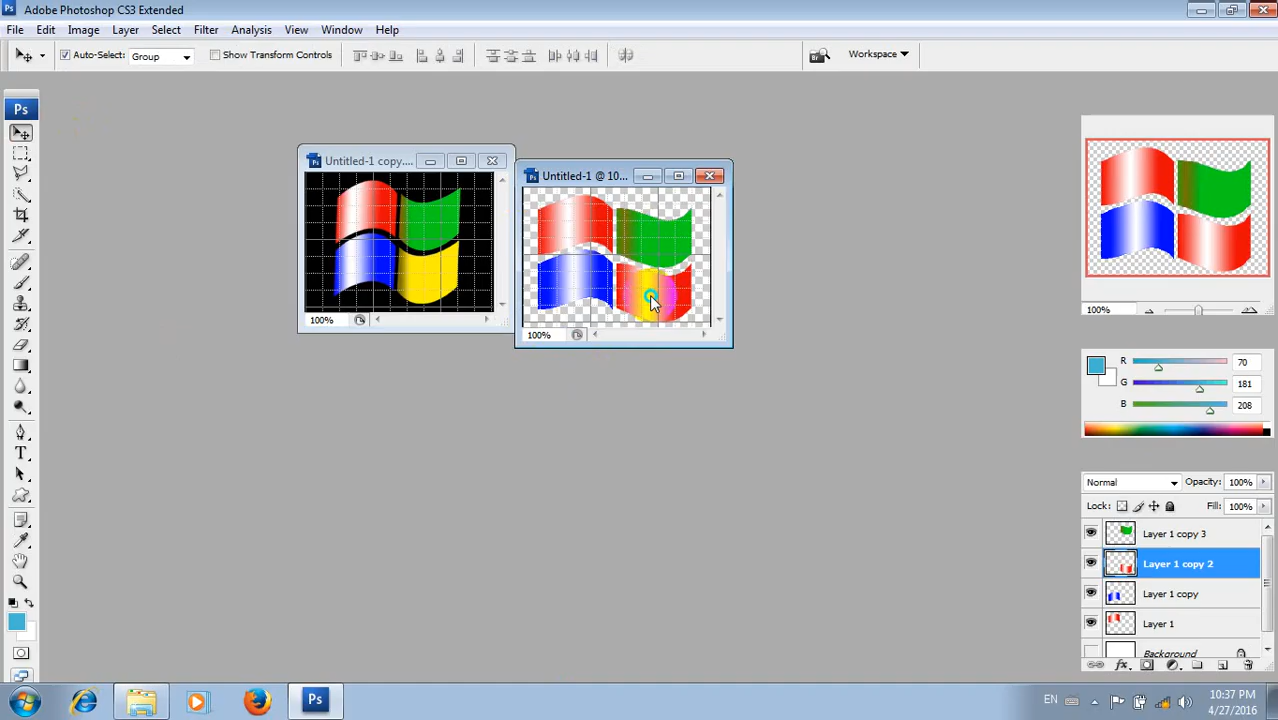 Adobe Photoshop CS3 Extended
File Edit Image Layer Select Filter Analysis View Window Help
Auto-Select: Group Show Transform Controls Br Workspace
Ps
Untitled-1 copy....
Untitled-1 @ 10...
100%
100%
100%
R 70
G 181
B 208
Normal Opacity: 100%
Lock: Fill: 100%
Layer 1 copy 3
Layer 1 copy 2
Layer 1 copy
Layer 1
Background
T
fx
Ps EN 10:37 PM
4/27/2016